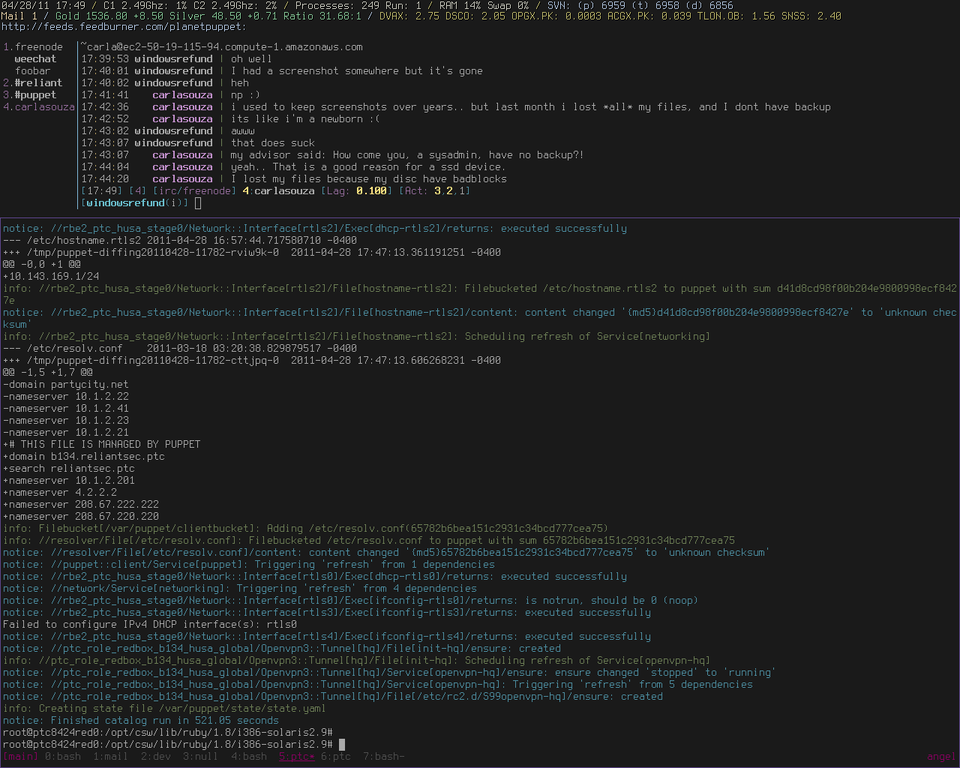 04/28/11 17:49 / C1 2.49Ghz: 1% C2 2.49Ghz: 2% / Processes: 249 Run: 1 / RAM 14% Swap 0% / SVN: (p) 6959 (t) 6958 (d) 6856
Mail 1 / Gold 1536.80 +8.50 Silver 48.50 +0.71 Ratio 31.68:1 / DVAX: 2.75 DSCO: 2.05 OPGX.PK: 0.0003 ACGX.PK: 0.039 TLON.OB: 1.56 SNSS: 2.40
http://feeds.feedburner.com/planetpuppet:
1.freenode |~carla@ec2-50-19-115-94.compute-1.amazonaws.com
weechat |17:39:53 windowsrefund | oh well
foobar |17:40:01 windowsrefund | I had a screenshot somewhere but it's gone
2.#reliant |17:40:02 windowsrefund | heh
3.#puppet |17:41:41 carlasouza | np :)
4.carlasouza|17:42:36 carlasouza | i used to keep screenshots over years.. but last month i lost *all* my files, and I dont have backup
|17:42:52 carlasouza | its like i'm a newborn :(
|17:43:02 windowsrefund | awww
|17:43:07 windowsrefund | that does suck
|17:43:07 carlasouza | my advisor said: How come you, a sysadmin, have no backup?!
|17:44:04 carlasouza | yeah.. That is a good reason for a ssd device.
|17:44:20 carlasouza | I lost my files because my disc have badblocks
|[17:49] [4] [irc/freenode] 4:carlasouza [Lag: 0.100] [Act: 3,2,1]
|[windowsrefund(i)]
notice: //rbe2_ptc_husa_stage0/Network::Interface[rtls2]/Exec[dhcp-rtls2]/returns: executed successfully
--- /etc/hostname.rtls2 2011-04-28 16:57:44.717580710 -0400
+++ /tmp/puppet-diffing20110428-11782-rviw9k-0 2011-04-28 17:47:13.361191251 -0400
@@ -0,0 +1 @@
+10.143.169.1/24
info: //rbe2_ptc_husa_stage0/Network::Interface[rtls2]/File[hostname-rtls2]: Filebucketed /etc/hostname.rtls2 to puppet with sum d41d8cd98f00b204e9800998ecf842
7e
notice: //rbe2_ptc_husa_stage0/Network::Interface[rtls2]/File[hostname-rtls2]/content: content changed '{md5}d41d8cd98f00b204e9800998ecf8427e' to 'unknown chec
ksum'
info: //rbe2_ptc_husa_stage0/Network::Interface[rtls2]/File[hostname-rtls2]: Scheduling refresh of Service[networking]
--- /etc/resolv.conf 2011-03-18 03:20:38.829879517 -0400
+++ /tmp/puppet-diffing20110428-11782-cttjpq-0 2011-04-28 17:47:13.606268231 -0400
@@ -1,5 +1,7 @@
-domain partycity.net
-nameserver 10.1.2.22
-nameserver 10.1.2.41
-nameserver 10.1.2.23
-nameserver 10.1.2.21
+# THIS FILE IS MANAGED BY PUPPET
+domain b134.reliantsec.ptc
+search reliantsec.ptc
+nameserver 10.1.2.201
+nameserver 4.2.2.2
+nameserver 208.67.222.222
+nameserver 208.67.220.220
info: Filebucket[/var/puppet/clientbucket]: Adding /etc/resolv.conf(65782b6bea151c2931c34bcd777cea75)
info: //resolver/File[/etc/resolv.conf]: Filebucketed /etc/resolv.conf to puppet with sum 65782b6bea151c2931c34bcd777cea75
notice: //resolver/File[/etc/resolv.conf]/content: content changed '{md5}65782b6bea151c2931c34bcd777cea75' to 'unknown checksum'
notice: //puppet::client/Service[puppet]: Triggering 'refresh' from 1 dependencies
notice: //rbe2_ptc_husa_stage0/Network::Interface[rtls0]/Exec[dhcp-rtls0]/returns: executed successfully
notice: //network/Service[networking]: Triggering 'refresh' from 4 dependencies
notice: //rbe2_ptc_husa_stage0/Network::Interface[rtls0]/Exec[ifconfig-rtls0]/returns: is notrun, should be 0 (noop)
notice: //rbe2_ptc_husa_stage0/Network::Interface[rtls3]/Exec[ifconfig-rtls3]/returns: executed successfully
Failed to configure IPv4 DHCP interface(s): rtls0
notice: //rbe2_ptc_husa_stage0/Network::Interface[rtls4]/Exec[ifconfig-rtls4]/returns: executed successfully
notice: //ptc_role_redbox_b134_husa_global/Openvpn3::Tunnel[hq]/File[init-hq]/ensure: created
info: //ptc_role_redbox_b134_husa_global/Openvpn3::Tunnel[hq]/File[init-hq]: Scheduling refresh of Service[openvpn-hq]
notice: //ptc_role_redbox_b134_husa_global/Openvpn3::Tunnel[hq]/Service[openvpn-hq]/ensure: ensure changed 'stopped' to 'running'
notice: //ptc_role_redbox_b134_husa_global/Openvpn3::Tunnel[hq]/Service[openvpn-hq]: Triggering 'refresh' from 5 dependencies
notice: //ptc_role_redbox_b134_husa_global/Openvpn3::Tunnel[hq]/File[/etc/rc2.d/S99openvpn-hq]/ensure: created
info: Creating state file /var/puppet/state/state.yaml
notice: Finished catalog run in 521.05 seconds
root@ptc8424red0:/opt/csw/lib/ruby/1.8/i386-solaris2.9#
root@ptc8424red0:/opt/csw/lib/ruby/1.8/i386-solaris2.9#
[main] 0:bash 1:mail 2:dev 3:null 4:bash 5:ptc* 6:ptc 7:bash- angel